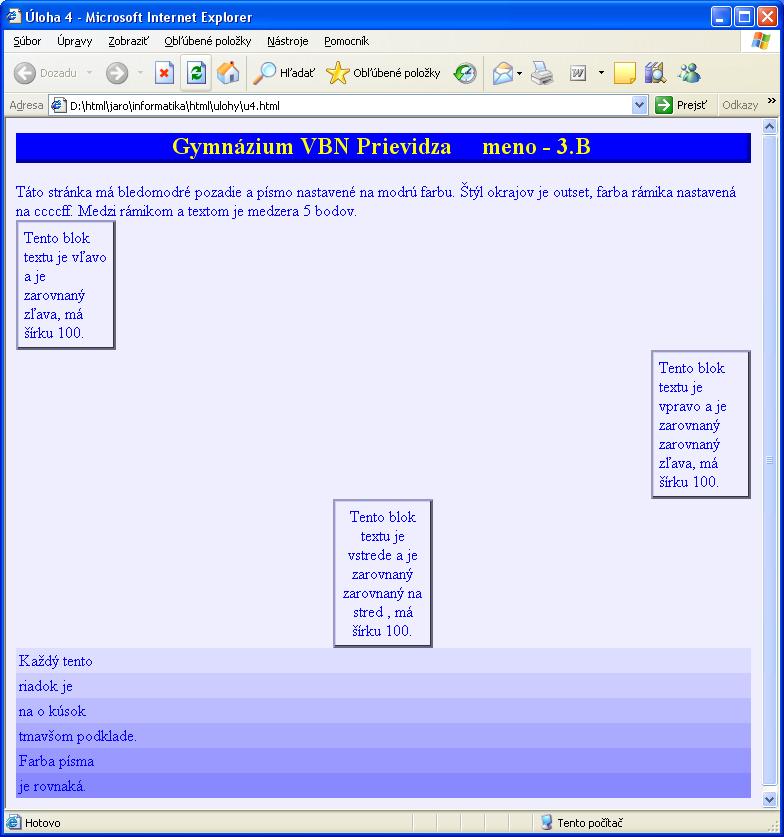 Úloha 4 - Microsoft Internet Explorer
Súbor Úpravy Zobraziť Obľúbené položky Nástroje Pomocník
Dozadu Hľadať Obľúbené položky
Adresa D:\html\jaro\informatika\html\ulohy\u4.html Prejsť Odkazy »
Gymnázium VBN Prievidza meno - 3.B
Táto stránka má bledomodré pozadie a písmo nastavené na modrú farbu. Štýl okrajov je outset, farba rámika nastavená
na ccccff. Medzi rámikom a textom je medzera 5 bodov.
Tento blok
textu je vľavo
a je
zarovnaný
zľava, má
šírku 100.
Tento blok
textu je
vpravo a je
zarovnaný
zarovnaný
zľava, má
šírku 100.
Tento blok
textu je
vstrede a je
zarovnaný
zarovnaný na
stred , má
šírku 100.
Každý tento
riadok je
na o kúsok
tmavšom podklade.
Farba písma
je rovnaká.
Hotovo Tento počítač